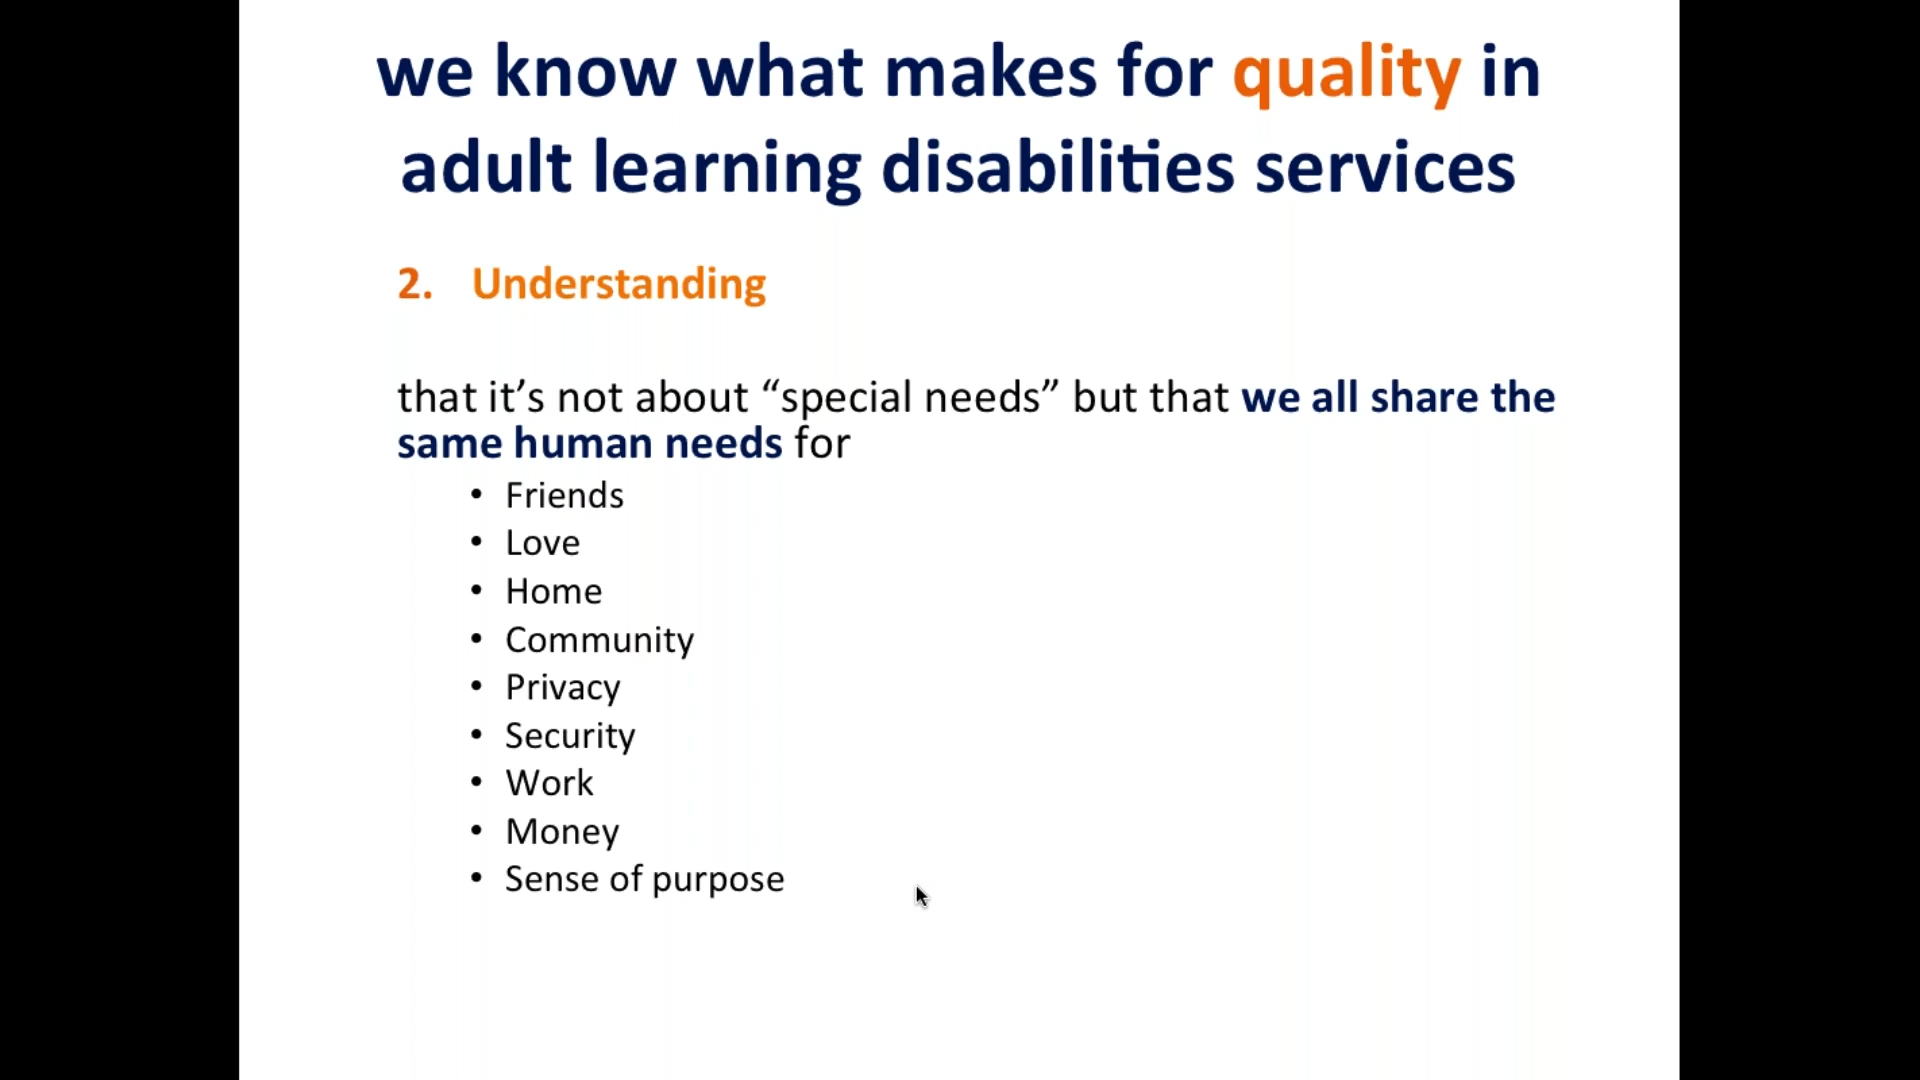 we know what makes for quality in
adult learning disabilities services
2. Understanding
that it’s not about “special needs” but that we all share the
same human needs for
• Friends
• Love
• Home
• Community
• Privacy
• Security
• Work
• Money
• Sense of purpose